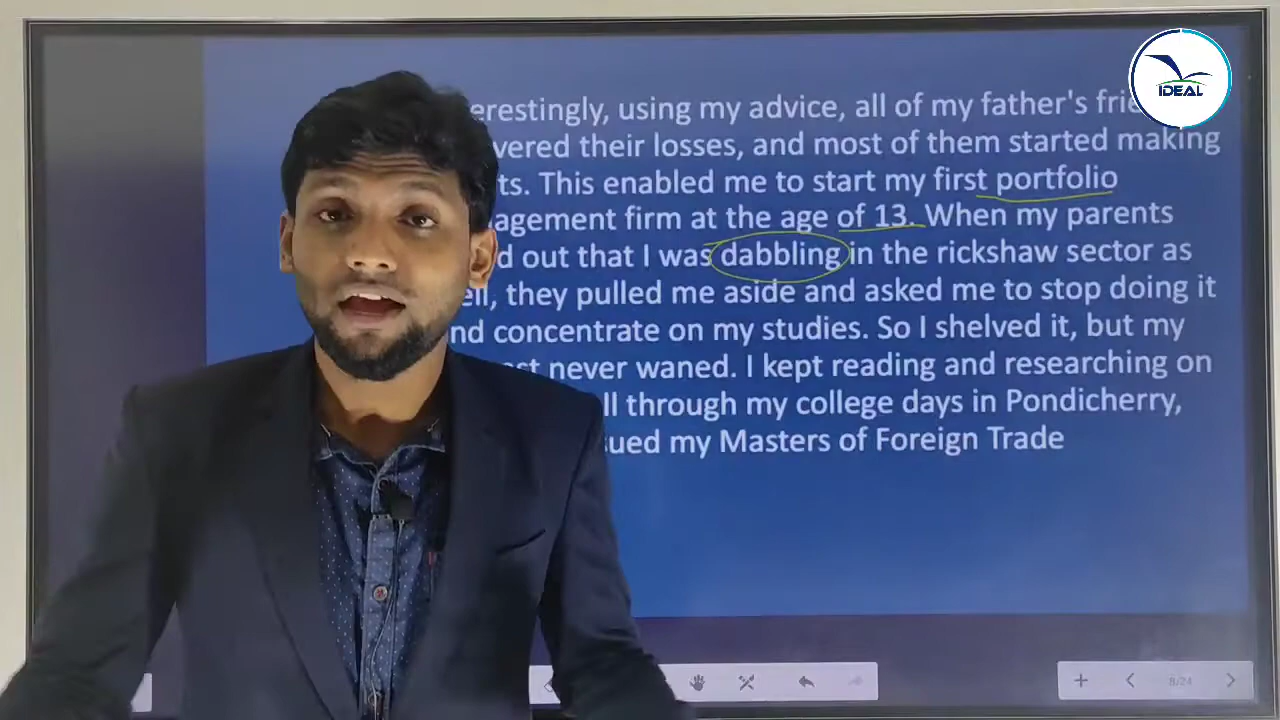 IDEAL
erestingly, using my advice, all of my father's frie
vered their losses, and most of them started making
ts. This enabled me to start my first portfolio
agement firm at the age of 13. When my parents
d out that I was dabbling in the rickshaw sector as
ell, they pulled me aside and asked me to stop doing it
nd concentrate on my studies. So I shelved it, but my
st never waned. I kept reading and researching on
ll through my college days in Pondicherry,
sued my Masters of Foreign Trade
8/24